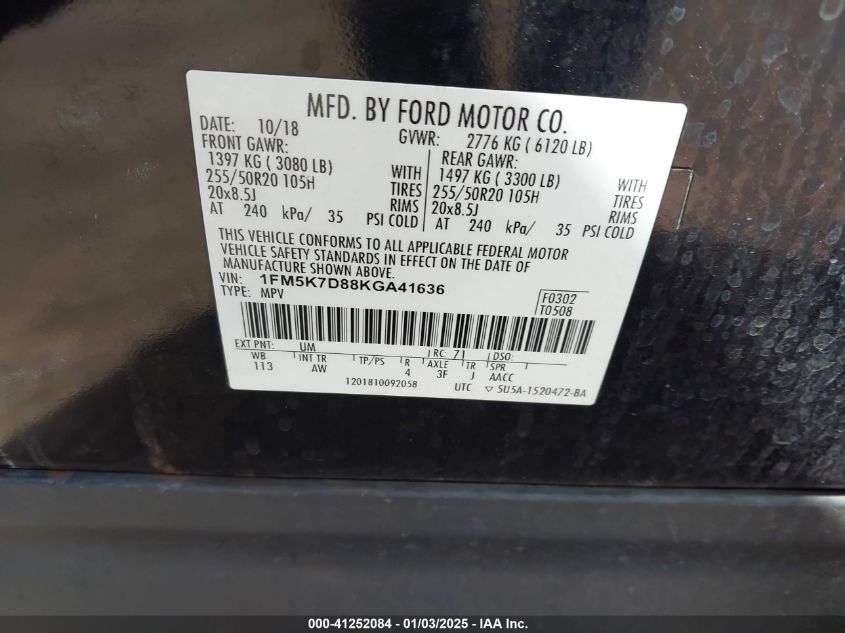 MFD. BY FORD MOTOR CO.
DATE: 10/18 GVWR: 2776 KG ( 6120 LB)
FRONT GAWR: REAR GAWR:
1397 KG ( 3080 LB) WITH 1497 KG ( 3300 LB) WITH
255/50R20 105H TIRES 255/50R20 105H TIRES
20x8.5J RIMS 20x8.5J RIMS
AT 240 kPa/ 35 PSI COLD AT 240 kPa/ 35 PSI COLD
THIS VEHICLE CONFORMS TO ALL APPLICABLE FEDERAL MOTOR
VEHICLE SAFETY STANDARDS IN EFFECT ON THE DATE OF
MANUFACTURE SHOWN ABOVE.
VIN: 1FM5K7D88KGA41636
TYPE: MPV
F0302
T0508
EXT PNT: UM RC: 71 DSO:
WB INT TR TP/PS R AXLE TR SPR
113 AW 4 3F J AACC
1201810092058 UTC ▽ 5U5A-1520472-BA
000-41252084 - 01/03/2025 - IAA Inc.